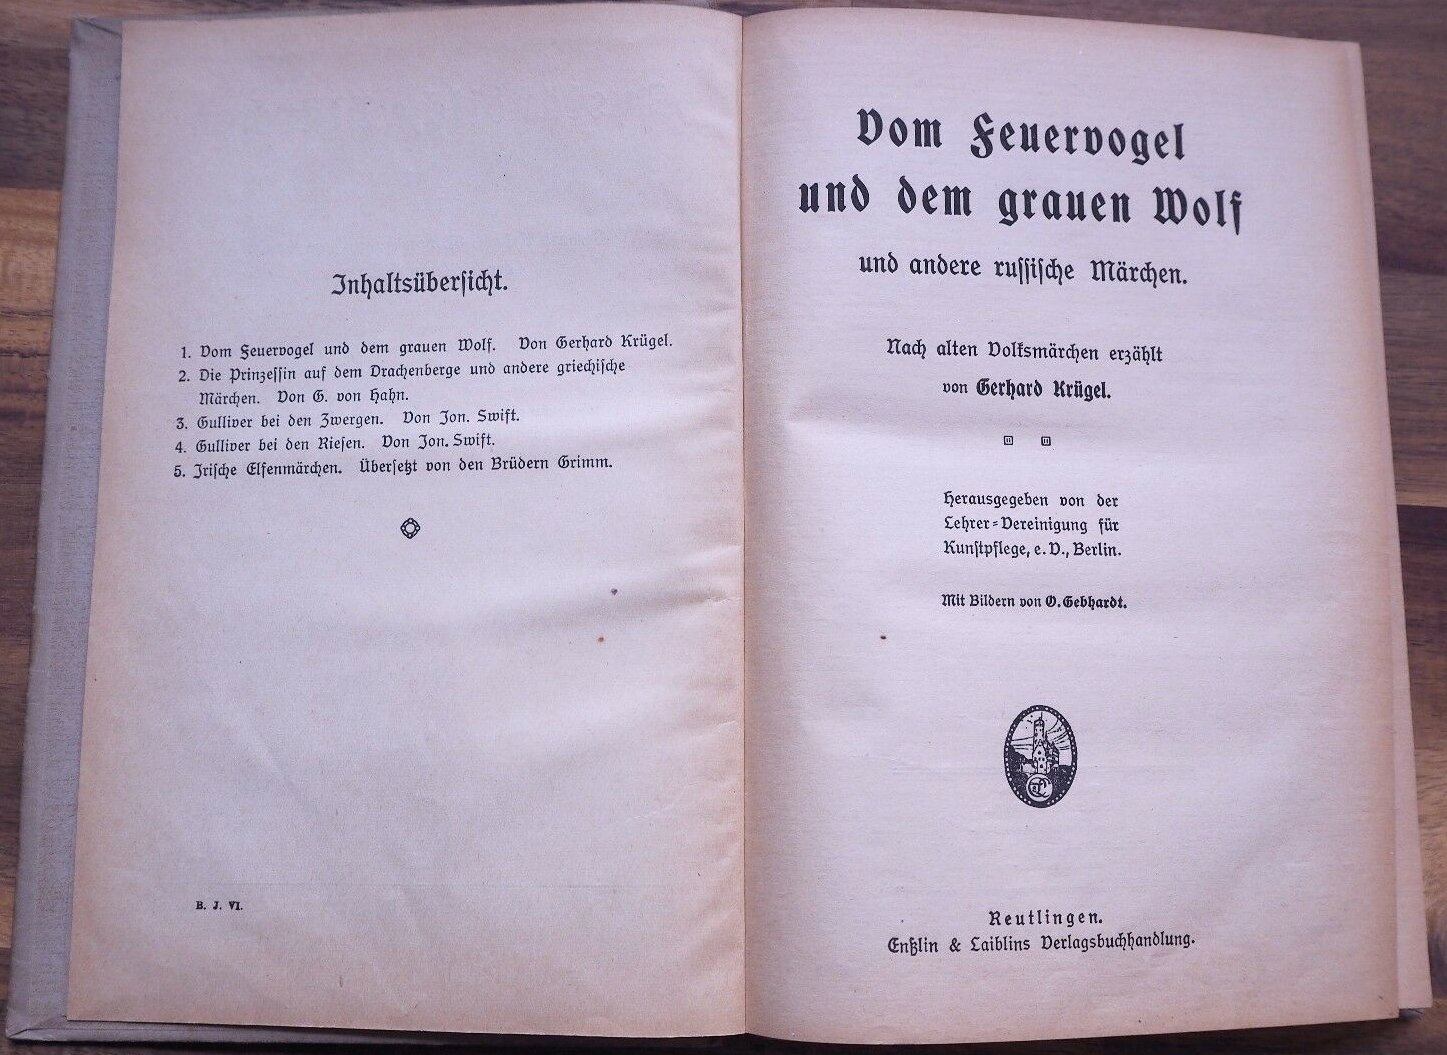 Inhaltsübersicht.
1. Vom Feuervogel und dem grauen Wolf. Von Gerhard Krügel.
2. Die Prinzessin auf dem Drachenberge und andere griechische
Märchen. Von G. von Hahn.
3. Gulliver bei den Zwergen. Von Jon. Swift.
4. Gulliver bei den Riesen. Von Jon. Swift.
5. Irische Elfenmärchen. Übersetzt von den Brüdern Grimm.
B. J. VI.
Vom Feuervogel
und dem grauen Wolf
und andere russische Märchen.
Nach alten Volksmärchen erzählt
von Gerhard Krügel.
Herausgegeben von der
Lehrer-Vereinigung für
Kunstpflege, e. V., Berlin.
Mit Bildern von O. Gebhardt.
Reutlingen.
Enßlin & Laiblins Verlagsbuchhandlung.